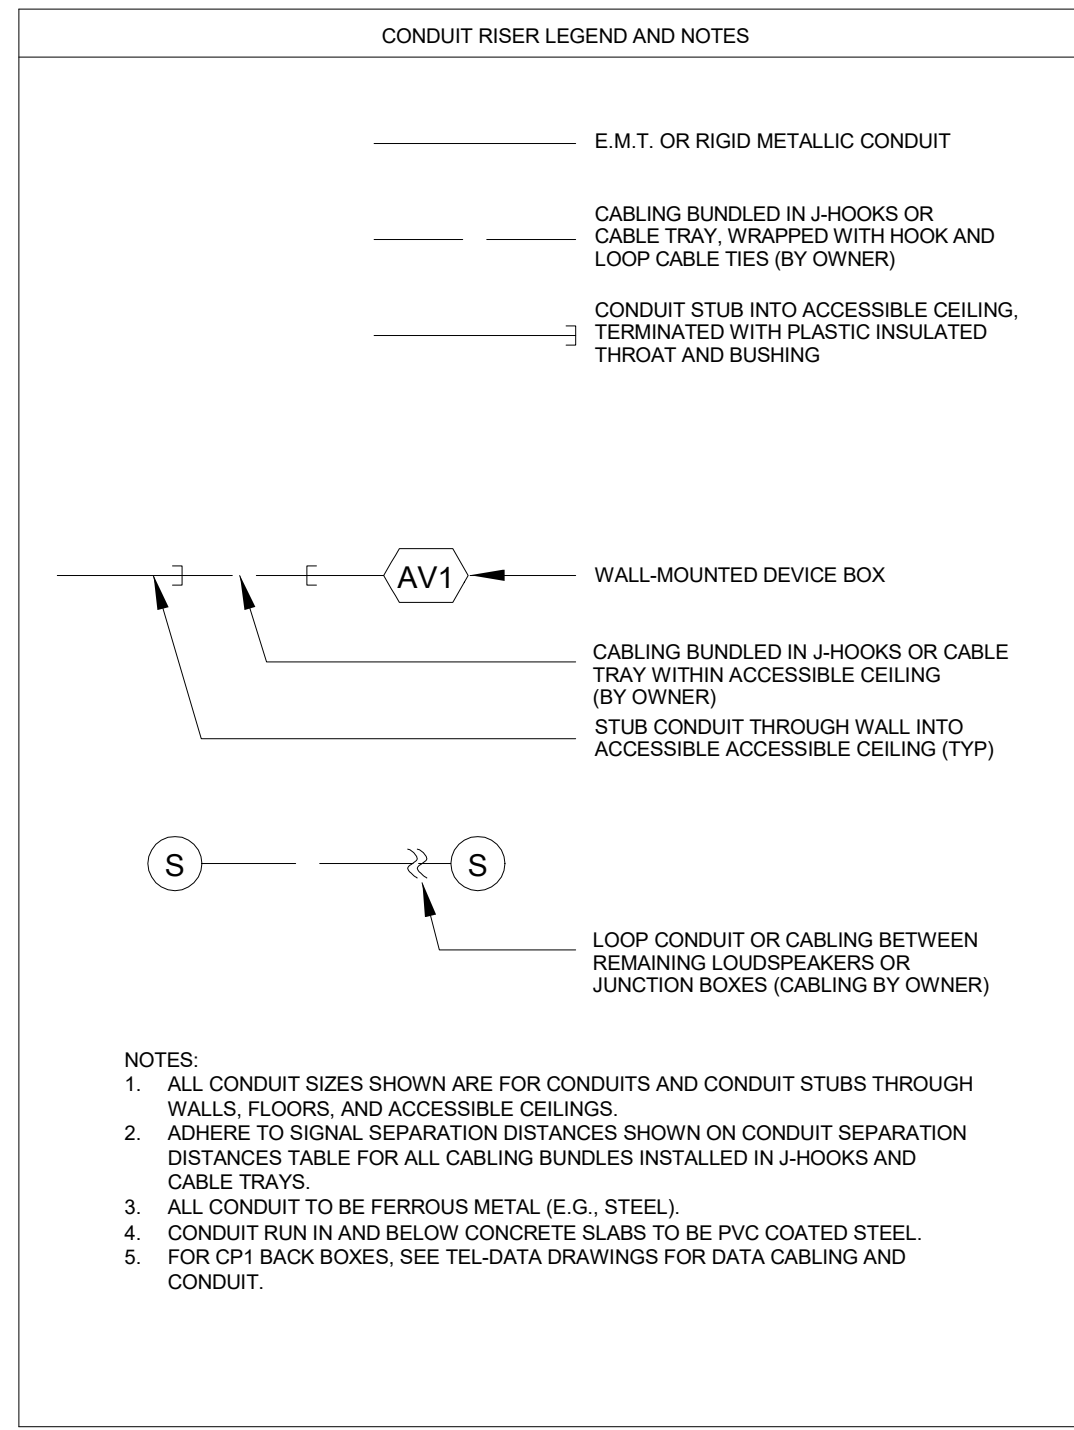 CONDUIT RISER LEGEND AND NOTES
E.M.T. OR RIGID METALLIC CONDUIT
CABLING BUNDLED IN J-HOOKS OR
CABLE TRAY, WRAPPED WITH HOOK AND
LOOP CABLE TIES (BY OWNER)
CONDUIT STUB INTO ACCESSIBLE CEILING,
TERMINATED WITH PLASTIC INSULATED
THROAT AND BUSHING
AV1
WALL-MOUNTED DEVICE BOX
CABLING BUNDLED IN J-HOOKS OR CABLE
TRAY WITHIN ACCESSIBLE CEILING
(BY OWNER)
STUB CONDUIT THROUGH WALL INTO
ACCESSIBLE ACCESSIBLE CEILING (TYP)
S
S
LOOP CONDUIT OR CABLING BETWEEN
REMAINING LOUDSPEAKERS OR
JUNCTION BOXES (CABLING BY OWNER)
NOTES:
1. ALL CONDUIT SIZES SHOWN ARE FOR CONDUITS AND CONDUIT STUBS THROUGH
WALLS, FLOORS, AND ACCESSIBLE CEILINGS.
2. ADHERE TO SIGNAL SEPARATION DISTANCES SHOWN ON CONDUIT SEPARATION
DISTANCES TABLE FOR ALL CABLING BUNDLES INSTALLED IN J-HOOKS AND
CABLE TRAYS.
3. ALL CONDUIT TO BE FERROUS METAL (E.G., STEEL).
4. CONDUIT RUN IN AND BELOW CONCRETE SLABS TO BE PVC COATED STEEL.
5. FOR CP1 BACK BOXES, SEE TEL-DATA DRAWINGS FOR DATA CABLING AND
CONDUIT.